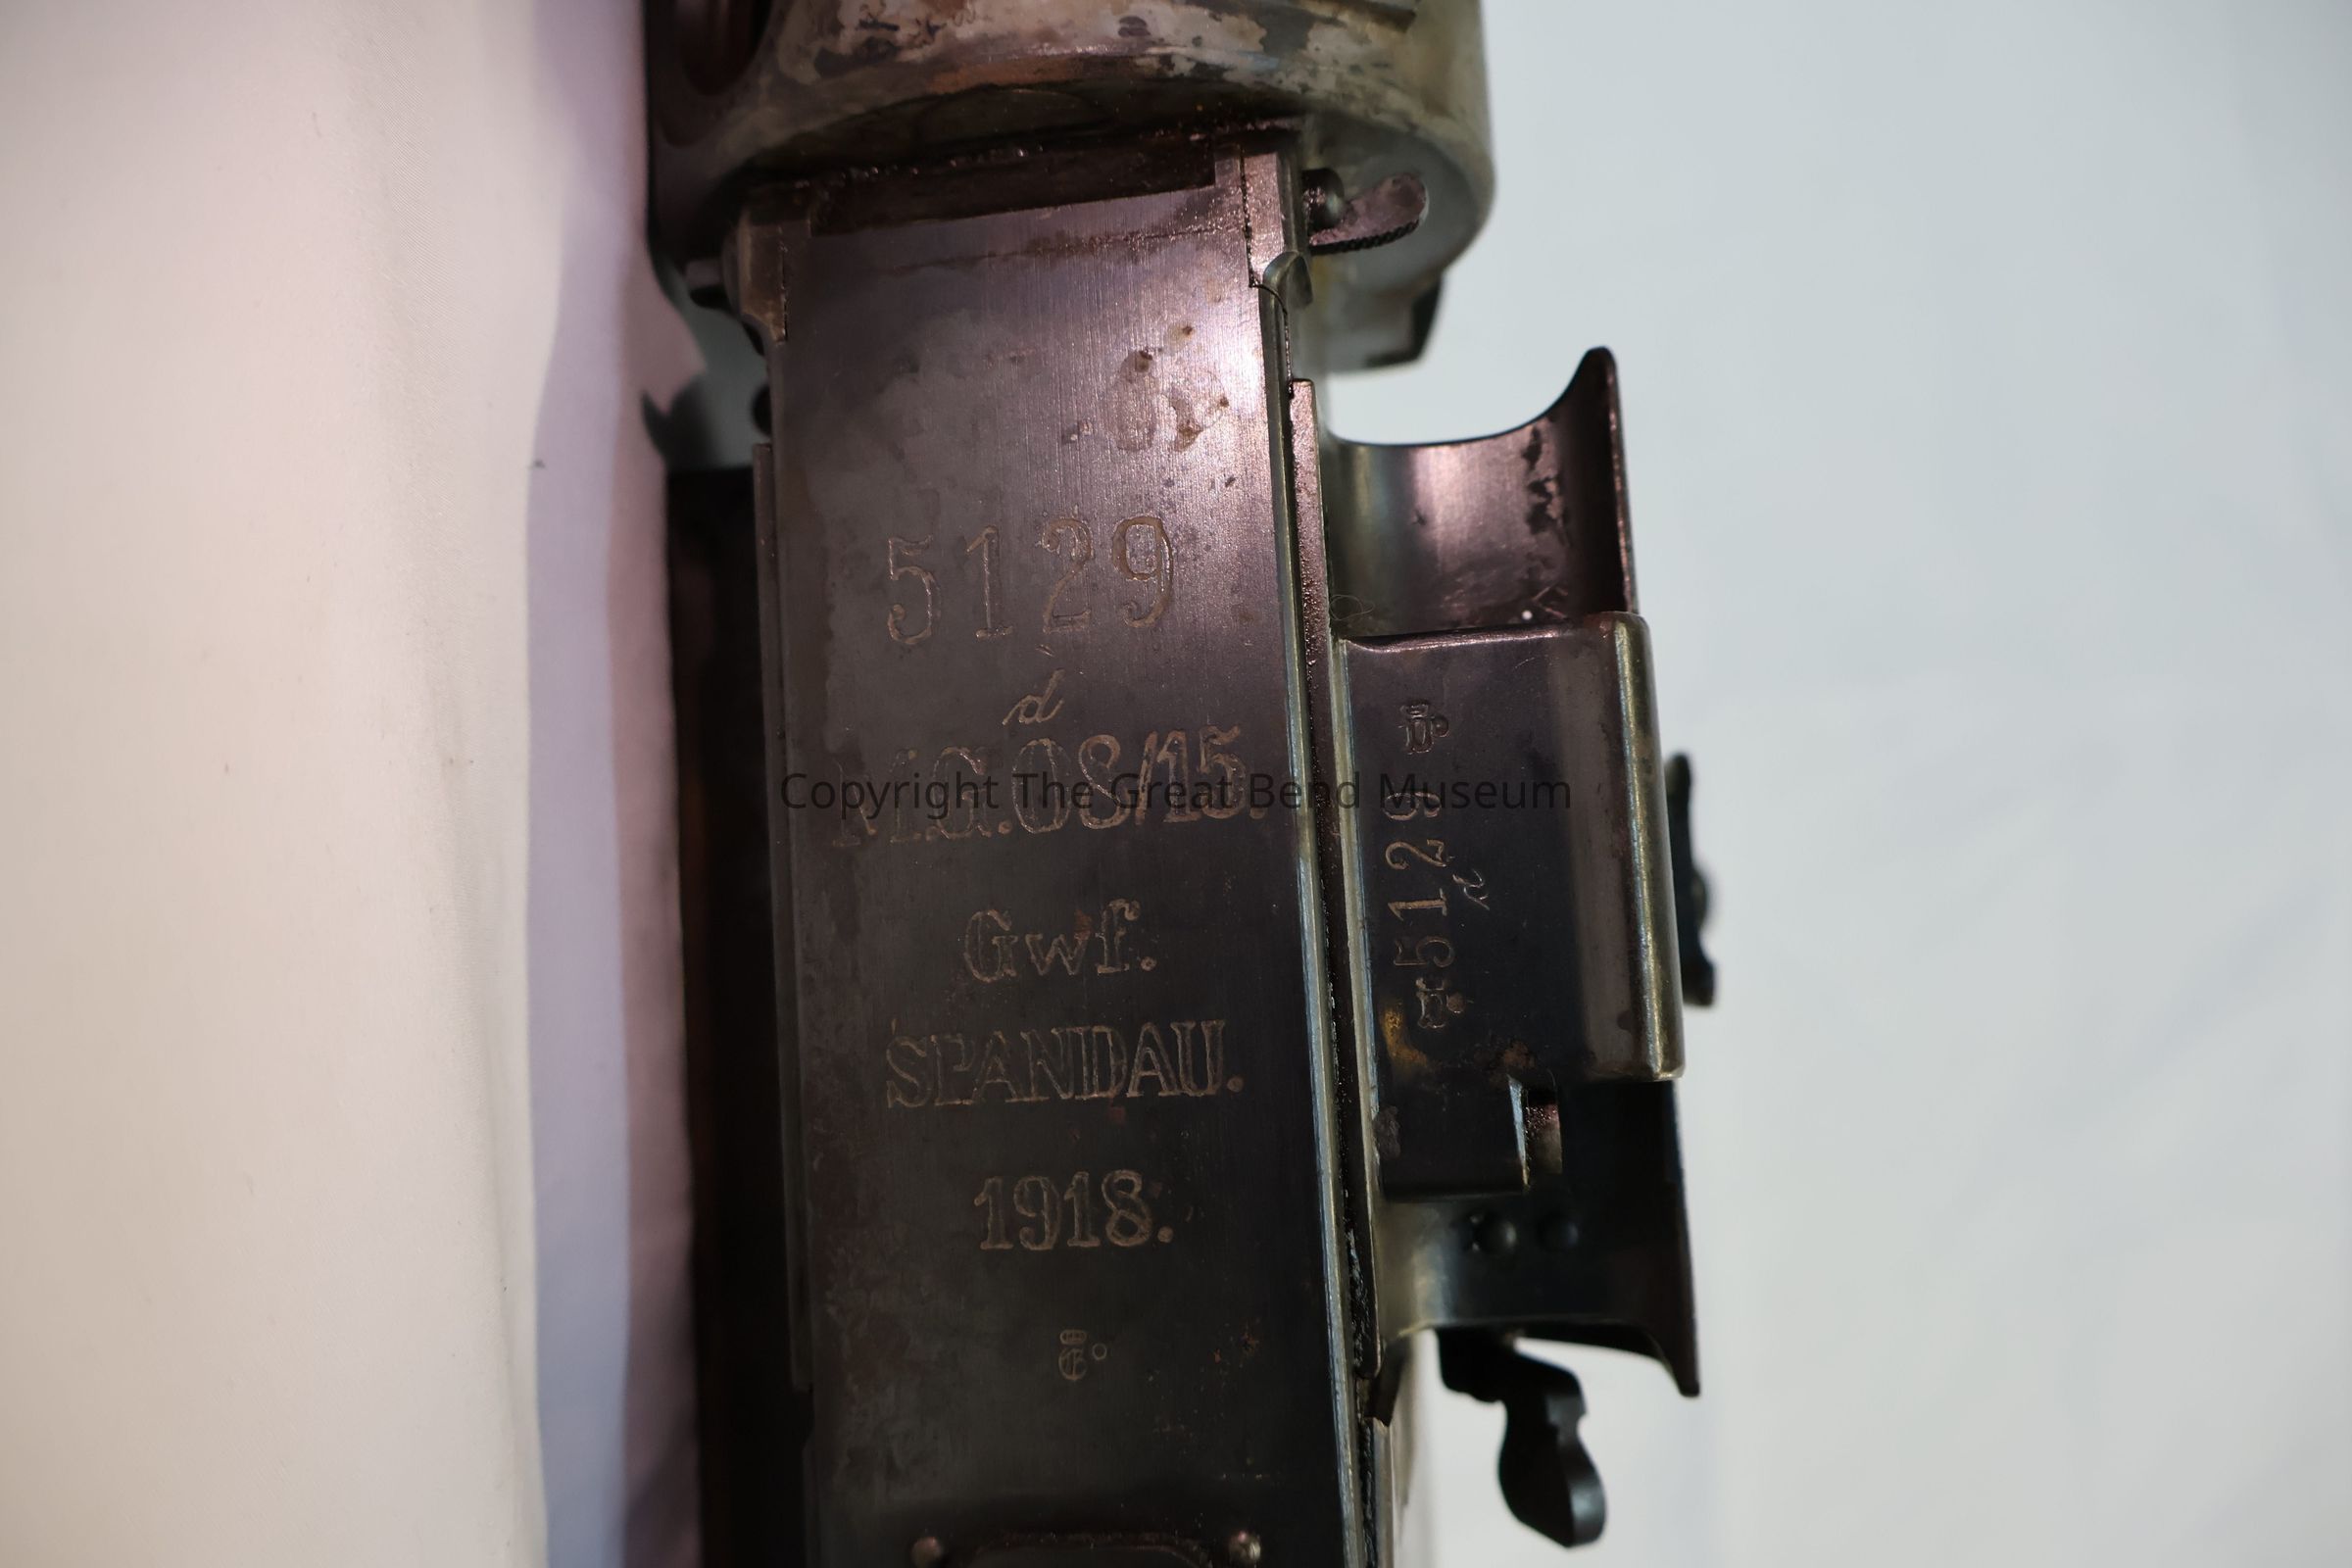 5129
d
M.G.08/15.
Gwf.
SPANDAU.
1918.
5129
d
Copyright The Great Bend Museum